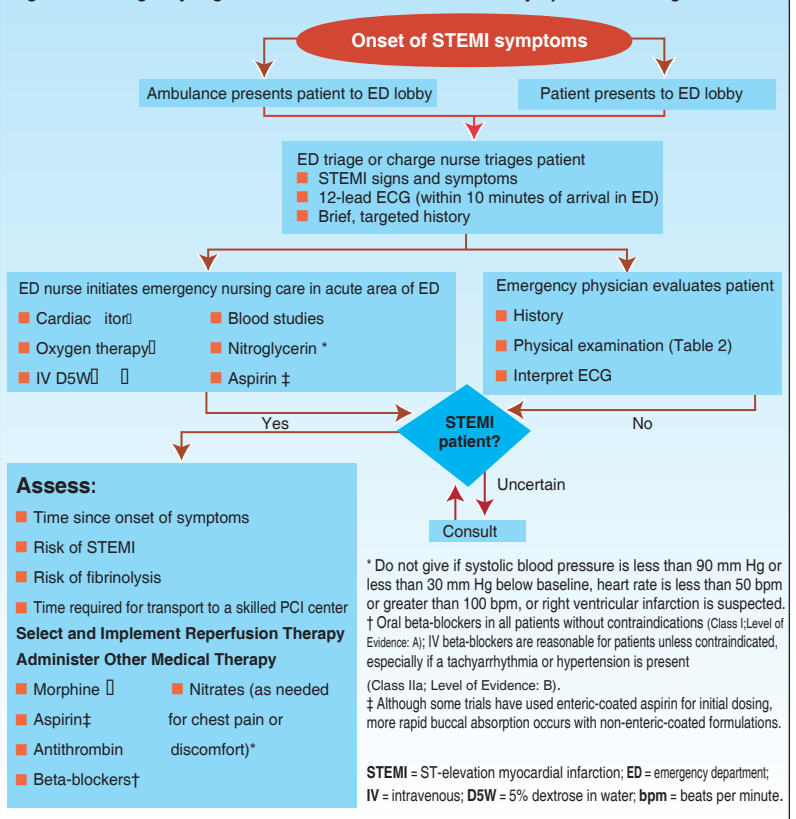 Onset of STEMI symptoms
Ambulance presents patient to ED lobby
Patient presents to ED lobby
ED triage or charge nurse triages patient
STEMI signs and symptoms
12-lead ECG (within 10 minutes of arrival in ED)
Brief, targeted history
ED nurse initiates emergency nursing care in acute area of ED
Cardiac itor
Oxygen therapy
IV D5W
Blood studies
Nitroglycerin *
Aspirin ‡
Emergency physician evaluates patient
History
Physical examination (Table 2)
Interpret ECG
STEMI
patient?
Yes
No
Uncertain
Consult
Assess:
Time since onset of symptoms
Risk of STEMI
Risk of fibrinolysis
Time required for transport to a skilled PCI center
Select and Implement Reperfusion Therapy
Administer Other Medical Therapy
Morphine
Aspirin‡
Antithrombin
Beta-blockers†
Nitrates (as needed
for chest pain or
discomfort)*
* Do not give if systolic blood pressure is less than 90 mm Hg or
less than 30 mm Hg below baseline, heart rate is less than 50 bpm
or greater than 100 bpm, or right ventricular infarction is suspected.
† Oral beta-blockers in all patients without contraindications (Class I;Level of
Evidence: A); IV beta-blockers are reasonable for patients unless contraindicated,
especially if a tachyarrhythmia or hypertension is present
(Class IIa; Level of Evidence: B).
‡ Although some trials have used enteric-coated aspirin for initial dosing,
more rapid buccal absorption occurs with non-enteric-coated formulations.
STEMI = ST-elevation myocardial infarction; ED = emergency department;
IV = intravenous; D5W = 5% dextrose in water; bpm = beats per minute.